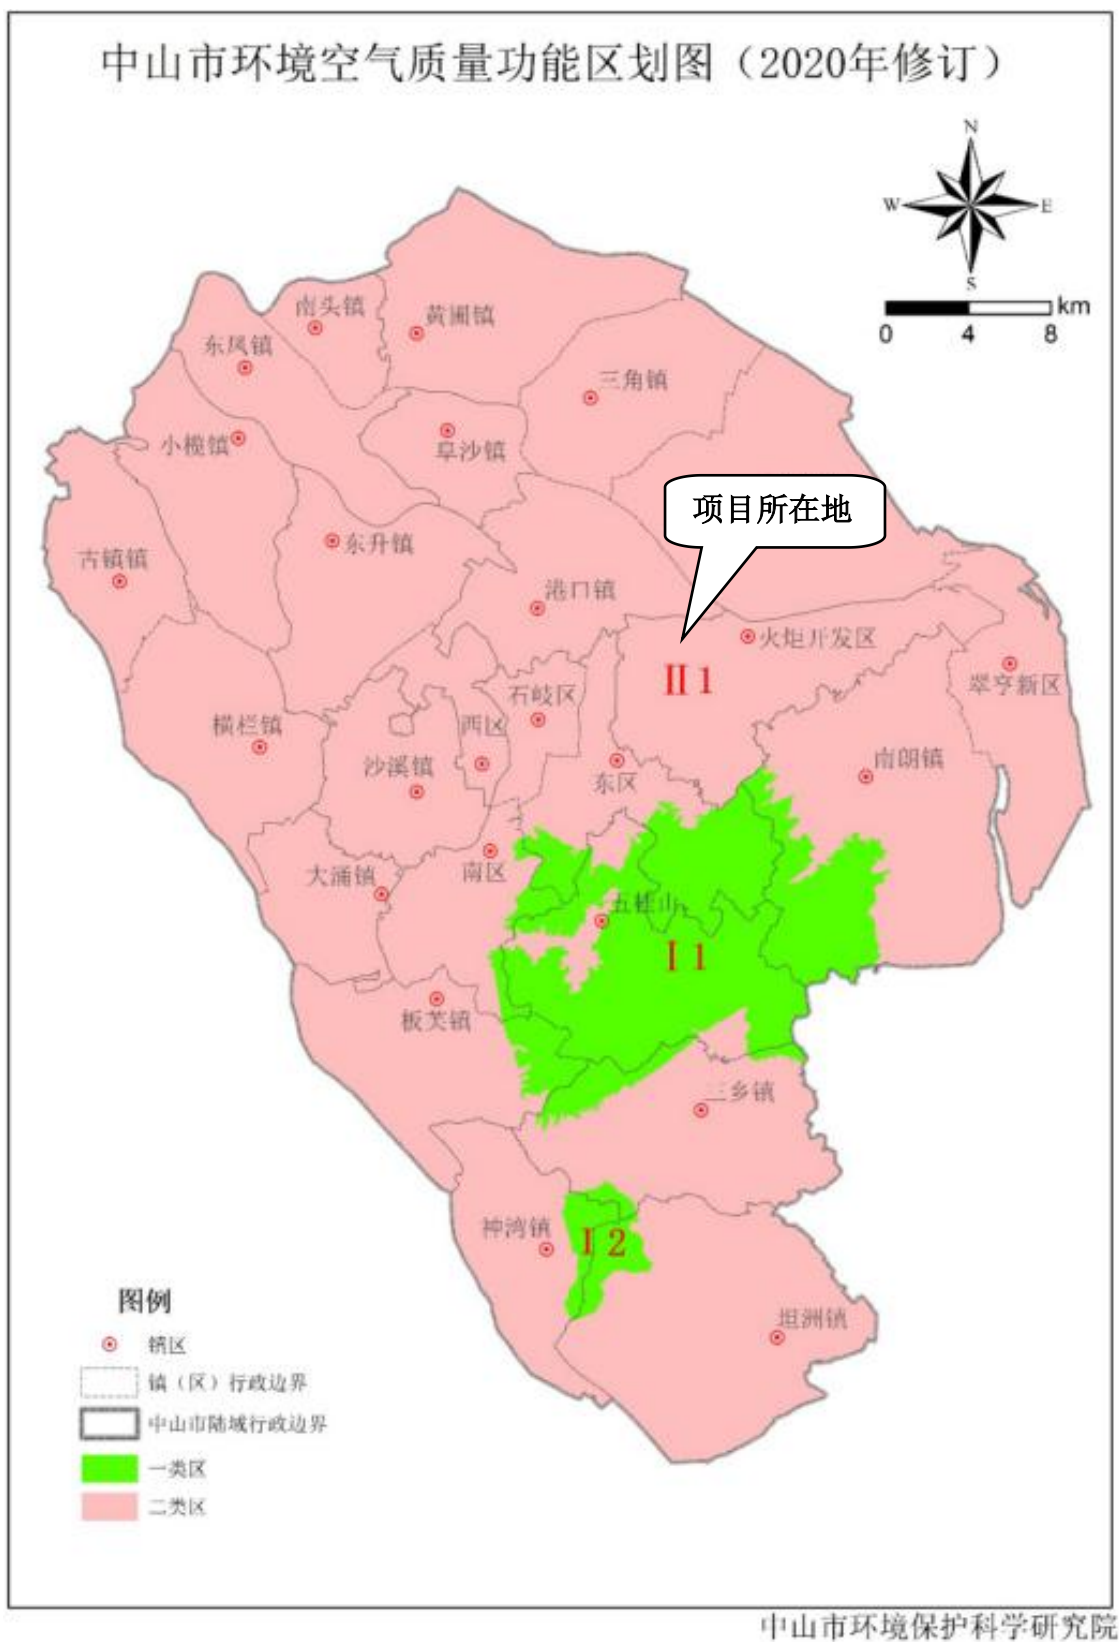 中山市环境空气质量功能区划图（2020年修订）
N
W
E
S
km
0
4
8
南头镇
黄圃镇
东凤镇
三角镇
小榄镇
阜沙镇
项目所在地
东升镇
古镇镇
港口镇
火炬开发区
II 1
翠亨新区
石岐区
横栏镇
西区
沙溪镇
东区
南朗镇
南区
大涌镇
五桂山
I 1
板芙镇
三乡镇
神湾镇
I 2
坦洲镇
图例
镇区
镇（区）行政边界
中山市陆域行政边界
一类区
二类区
中山市环境保护科学研究院